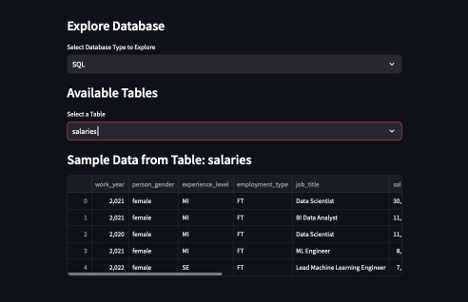 Explore Database
Select Database Type to Explore
SQL
Available Tables
Select a Table
salaries
Sample Data from Table: salaries
work_year person_gender experience_level employment_type job_title sal
0 2,021 female MI FT Data Scientist 30,
1 2,021 female MI FT BI Data Analyst 11,
2 2,020 female MI FT Data Scientist 11,
3 2,021 female MI FT ML Engineer 8,
4 2,022 female SE FT Lead Machine Learning Engineer 7,